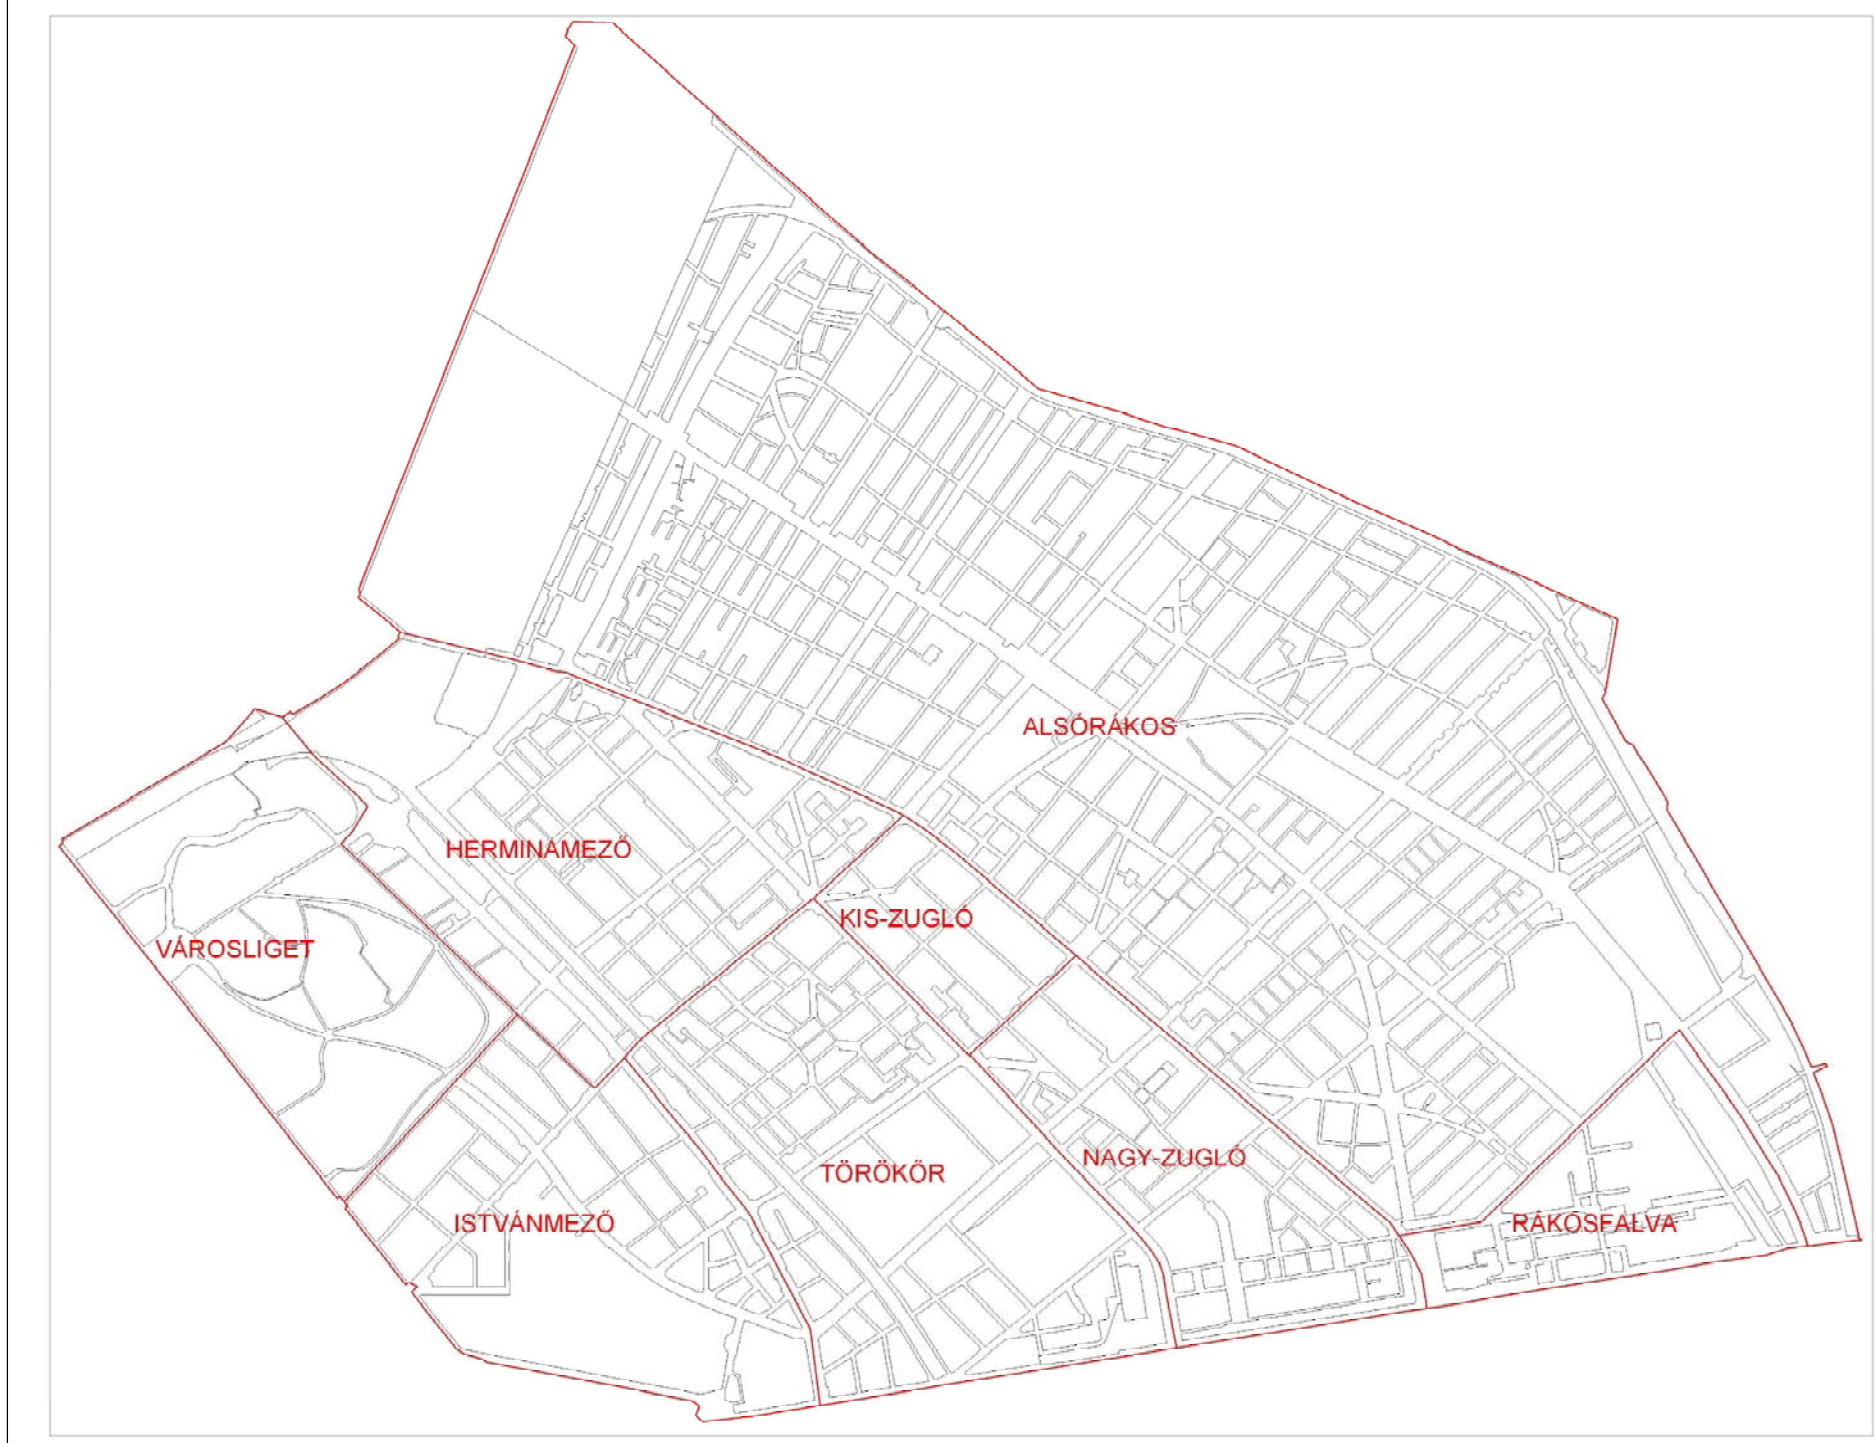 ALSÓRÁKOS
HERMINAMEZŐ
KIS-ZUGLÓ
VÁROSLIGET
NAGY-ZUGLÓ
TÖRÖKŐR
ISTVÁNMEZŐ
RÁKOSFALVA